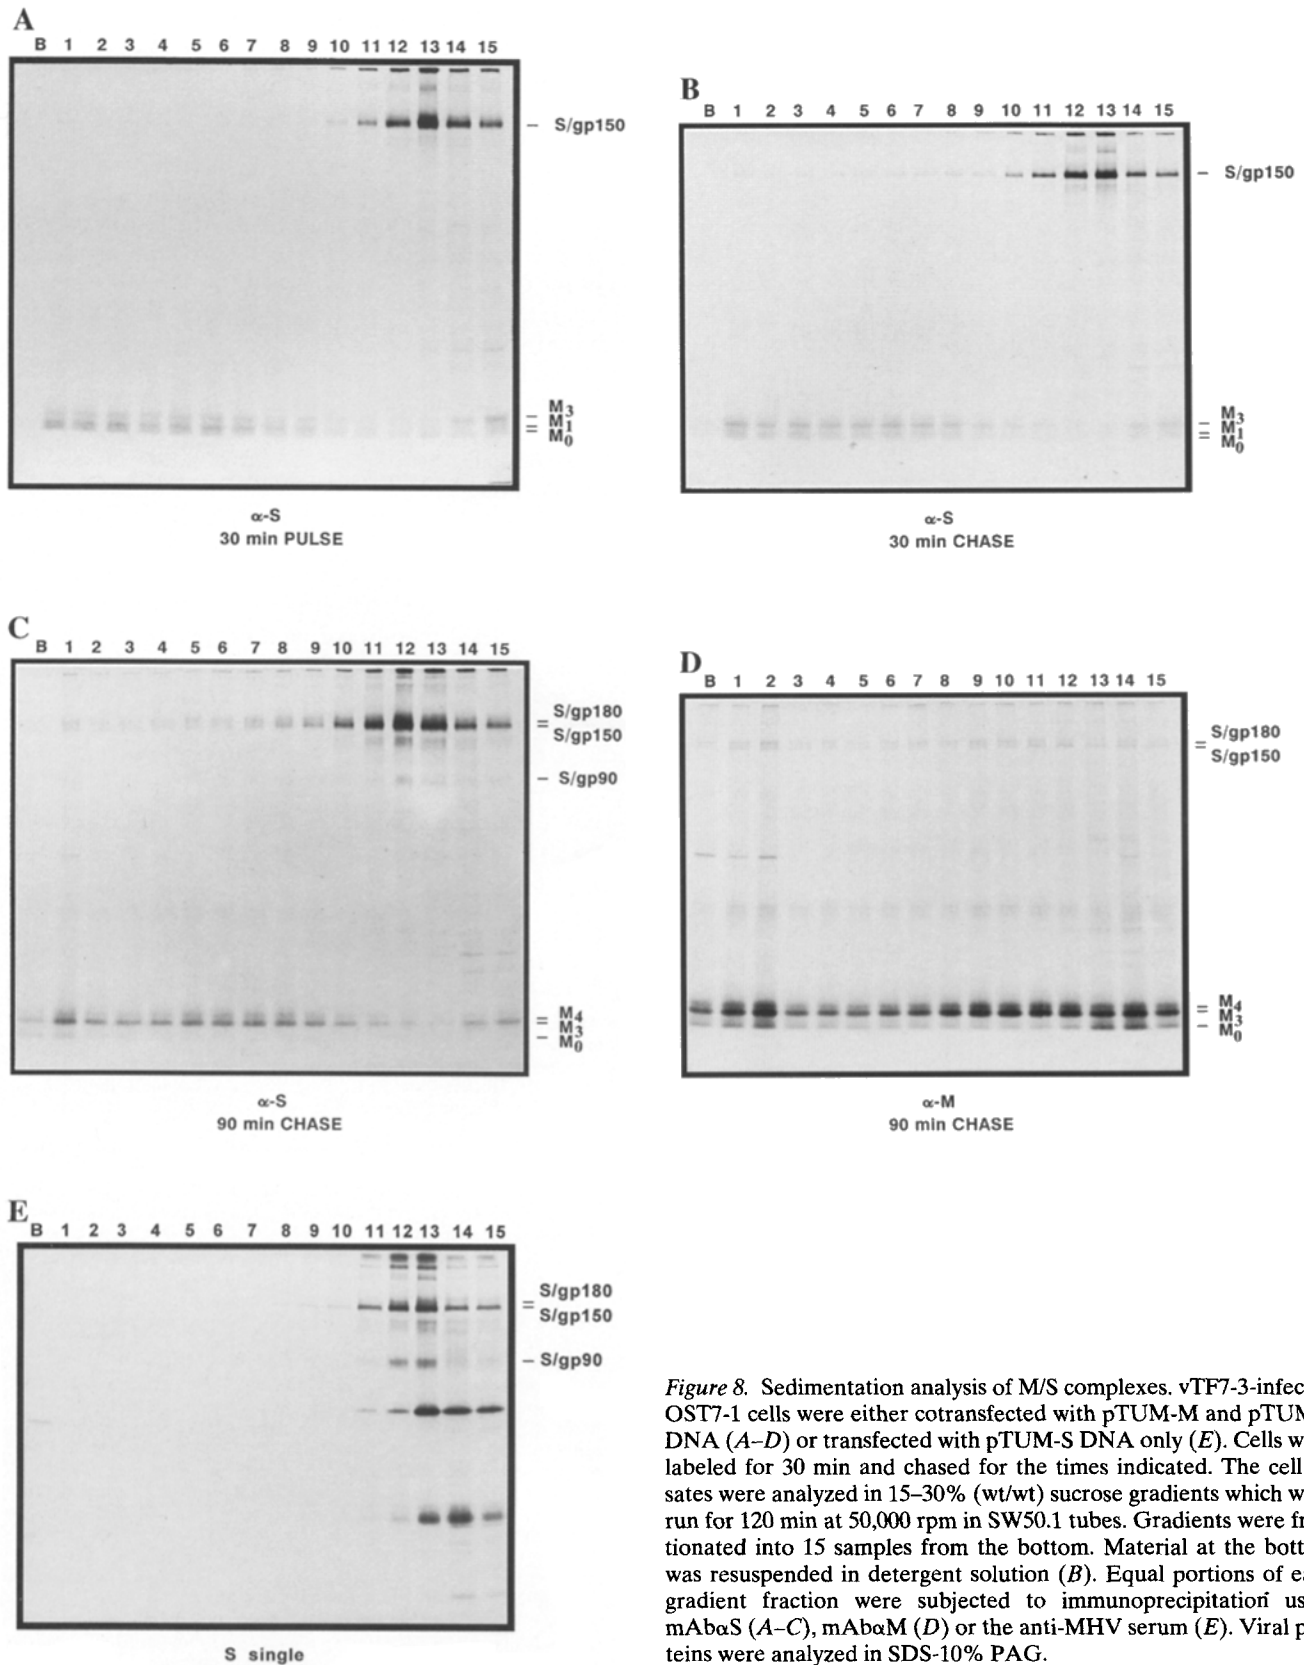 A
B 1 2 3 4 5 6 7 8 9 10 11 12 13 14 15
S/gp150
M3
M1
M0
α-S
30 min PULSE
B
B 1 2 3 4 5 6 7 8 9 10 11 12 13 14 15
S/gp150
M3
M1
M0
α-S
30 min CHASE
C
B 1 2 3 4 5 6 7 8 9 10 11 12 13 14 15
S/gp180
S/gp150
S/gp90
M4
M3
M0
α-S
90 min CHASE
D
B 1 2 3 4 5 6 7 8 9 10 11 12 13 14 15
S/gp180
S/gp150
M4
M3
M0
α-M
90 min CHASE
E
B 1 2 3 4 5 6 7 8 9 10 11 12 13 14 15
S/gp180
S/gp150
S/gp90
S single
Figure 8. Sedimentation analysis of M/S complexes. vTF7-3-infec
OST7-1 cells were either cotransfected with pTUM-M and pTUM
DNA (A–D) or transfected with pTUM-S DNA only (E). Cells w
labeled for 30 min and chased for the times indicated. The cell
sates were analyzed in 15–30% (wt/wt) sucrose gradients which w
run for 120 min at 50,000 rpm in SW50.1 tubes. Gradients were fr
tionated into 15 samples from the bottom. Material at the bott
was resuspended in detergent solution (B). Equal portions of ea
gradient fraction were subjected to immunoprecipitation us
mAbαS (A–C), mAbαM (D) or the anti-MHV serum (E). Viral p
teins were analyzed in SDS-10% PAG.